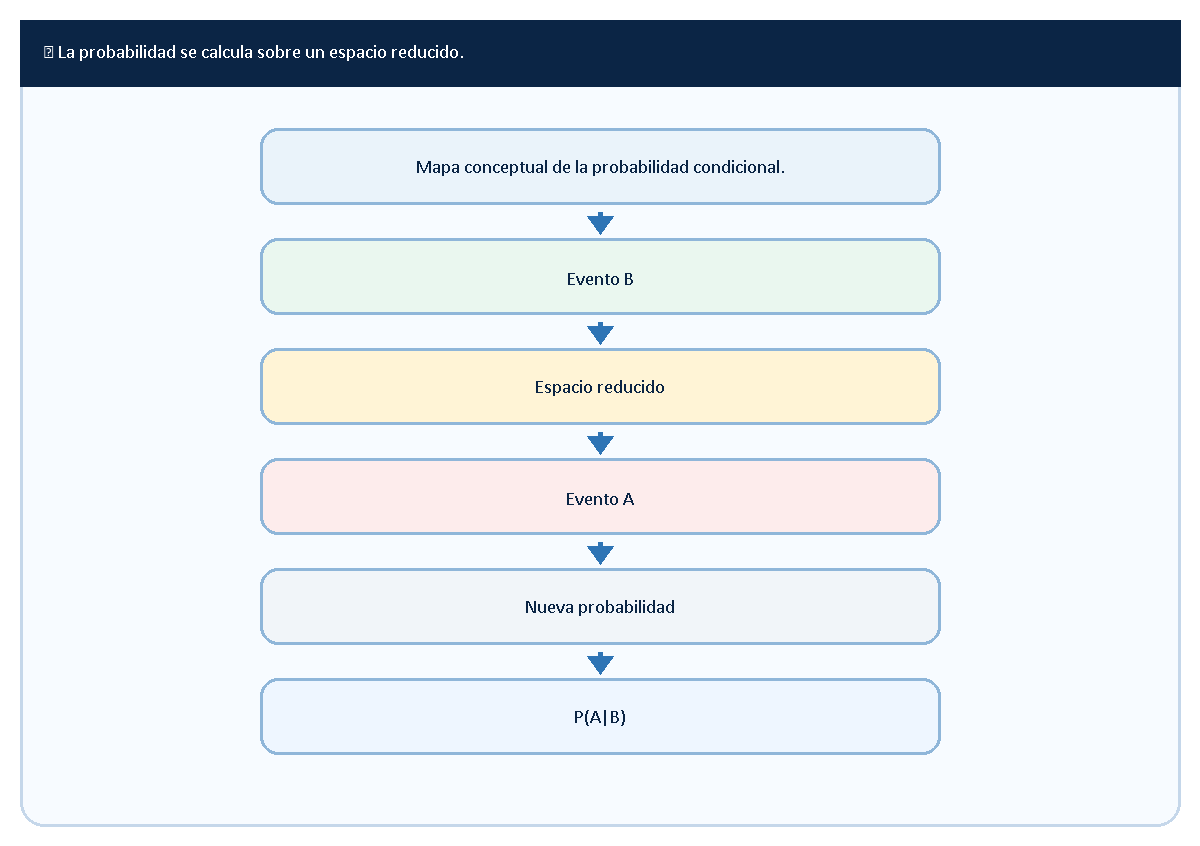 La probabilidad se calcula sobre un espacio reducido.
Mapa conceptual de la probabilidad condicional.
Evento B
Espacio reducido
Evento A
Nueva probabilidad
P(A|B)